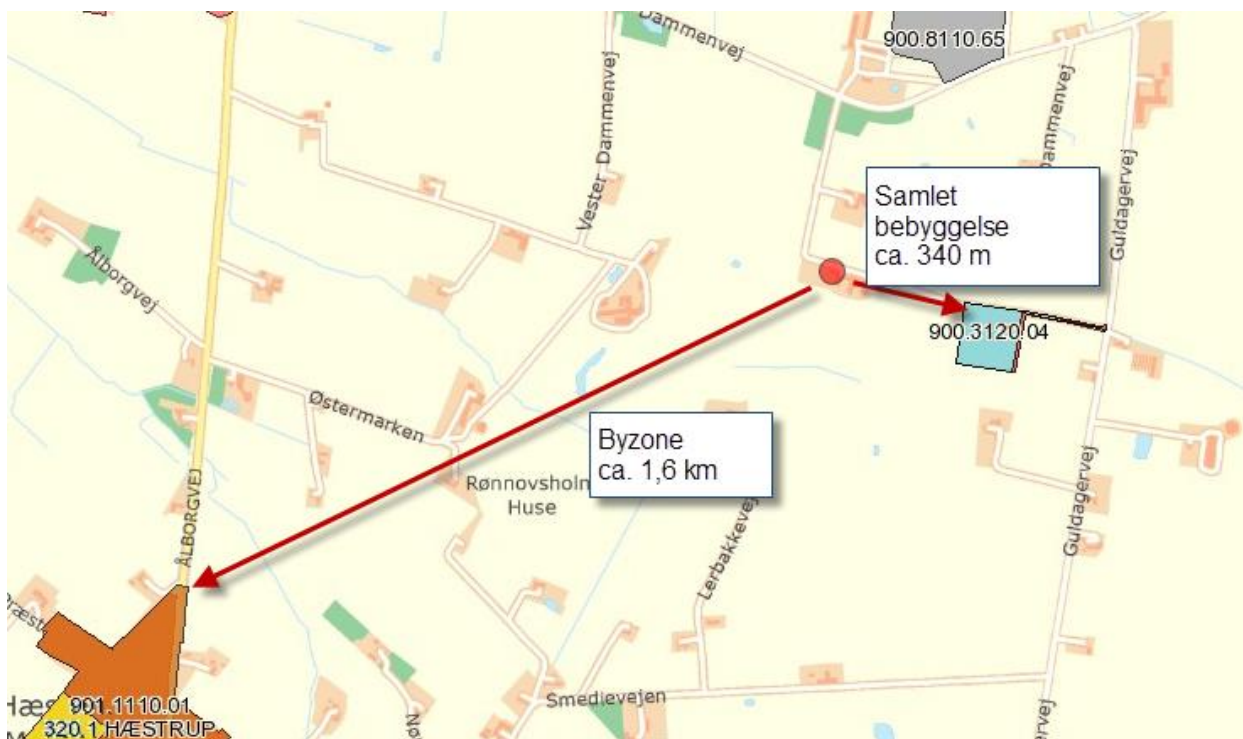 Dammenvej
900.8110.65
Vester Dammenvej
Dammenvej
Guldagervej
Samlet
bebyggelse
ca. 340 m
Ålborgvej
900.3120.04
Østermarken
Byzone
ca. 1,6 km
Rønnovsholm
Huse
ÅLBORGVEJ
Guldagervej
Lerbakkevej
Smedievejen
901.1110.01
320.1 HÆSTRUP